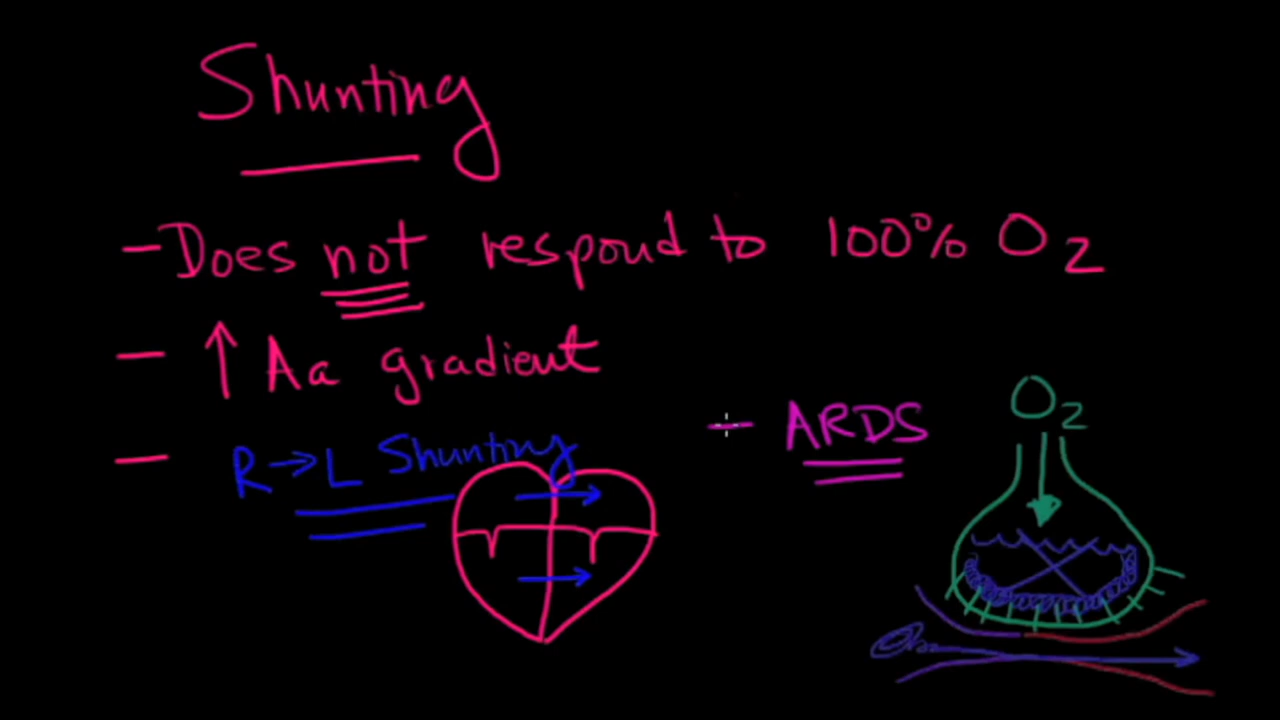 Shunting
- Does not respond to 100% O2
- ↑ Aa gradient
- R→L Shunting
- ARDS
O2